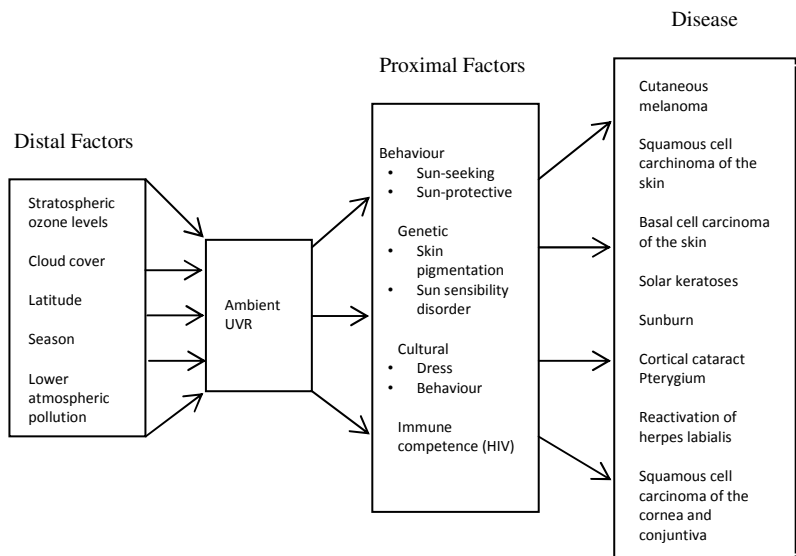 Distal Factors
Stratospheric
ozone levels
Cloud cover
Latitude
Season
Lower
atmospheric
pollution
Ambient
UVR
Proximal Factors
Behaviour
• Sun-seeking
• Sun-protective
Genetic
• Skin
pigmentation
• Sun sensibility
disorder
Cultural
• Dress
• Behaviour
Immune
competence (HIV)
Disease
Cutaneous
melanoma
Squamous cell
carchinoma of the
skin
Basal cell carcinoma
of the skin
Solar keratoses
Sunburn
Cortical cataract
Pterygium
Reactivation of
herpes labialis
Squamous cell
carcinoma of the
cornea and
conjuntiva